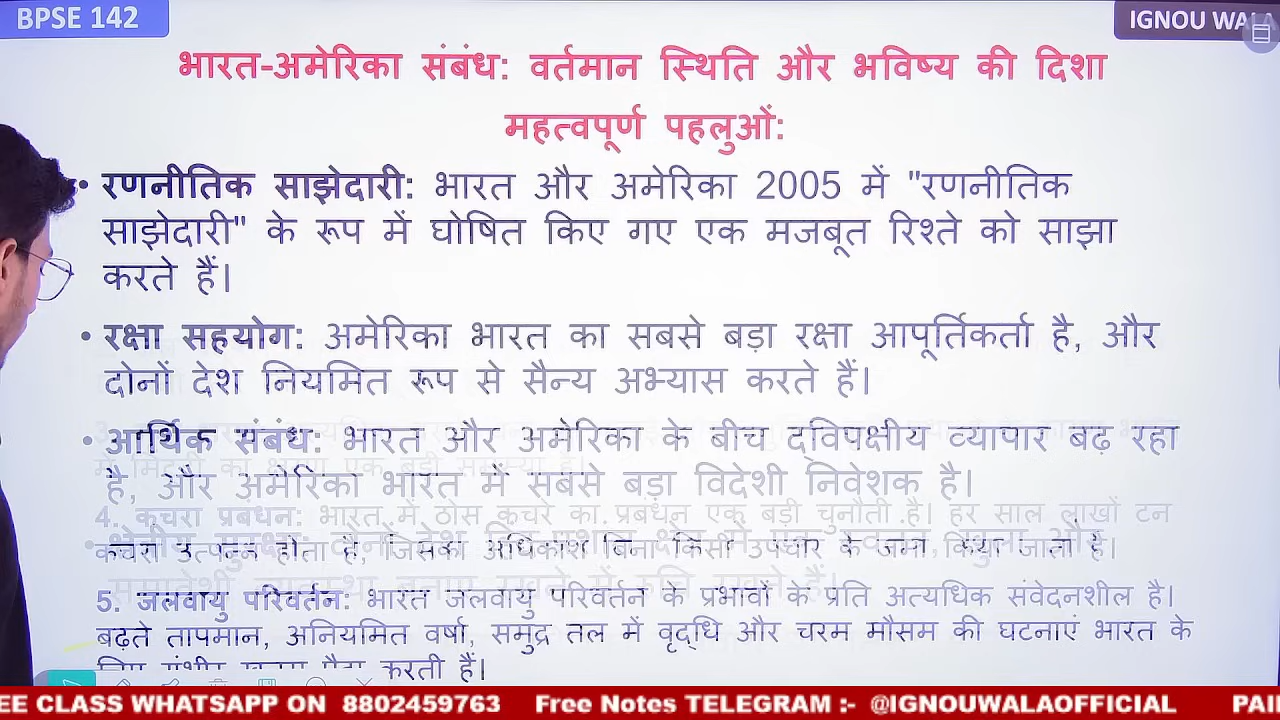 BPSE 142
IGNOU WALA
भारत-अमेरिका संबंध: वर्तमान स्थिति और भविष्य की दिशा
महत्वपूर्ण पहलुओं:
• रणनीतिक साझेदारी: भारत और अमेरिका 2005 में "रणनीतिक
साझेदारी" के रूप में घोषित किए गए एक मजबूत रिश्ते को साझा
करते हैं।
• रक्षा सहयोग: अमेरिका भारत का सबसे बड़ा रक्षा आपूर्तिकर्ता है, और
दोनों देश नियमित रूप से सैन्य अभ्यास करते हैं।
• आर्थिक संबंध: भारत और अमेरिका के बीच द्विपक्षीय व्यापार बढ़ रहा
है, और अमेरिका भारत में सबसे बड़ा विदेशी निवेशक है।
4. कचरा प्रबंधन: भारत में ठोस कचरे का प्रबंधन एक बड़ी चुनौती है। हर साल लाखों टन
कचरा उत्पन्न होता है, जिसका अधिकांश बिना किसी उपचार के जमा किया जाता है।
5. जलवायु परिवर्तन: भारत जलवायु परिवर्तन के प्रभावों के प्रति अत्यधिक संवेदनशील है।
बढ़ते तापमान, अनियमित वर्षा, समुद्र तल में वृद्धि और चरम मौसम की घटनाएं भारत के
करती हैं।
EE CLASS WHATSAPP ON 8802459763 Free Notes TELEGRAM :- @IGNOUWALAOFFICIAL PAI